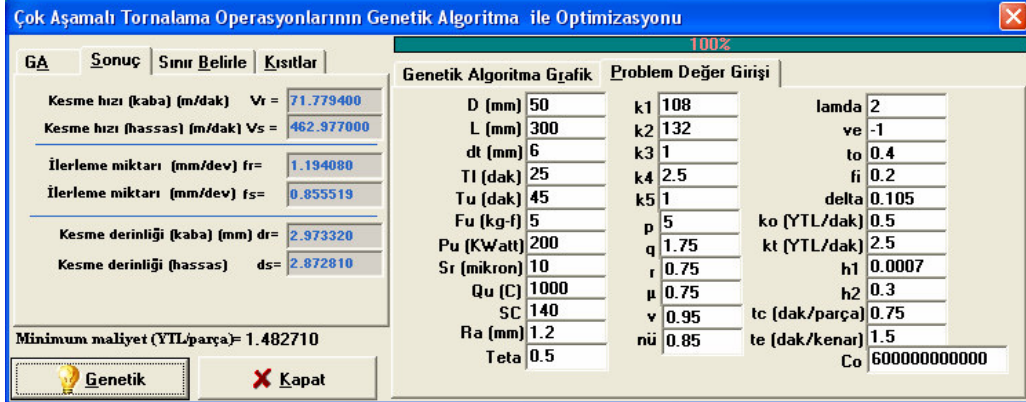 Çok Aşamalı Tornalama Operasyonlarının Genetik Algoritma ile Optimizasyonu
GA Sonuç Sınır Belirle Kısıtlar
Kesme hızı (kaba) (m/dak) Vr = 71.779400
Kesme hızı (hassas) (m/dak) Vs = 462.977000
İlerleme miktarı (mm/dev) fr= 1.194080
İlerleme miktarı (mm/dev) fs= 0.855519
Kesme derinliği (kaba) (mm) dr= 2.973320
Kesme derinliği (hassas) ds= 2.872810
Minimum maliyet (YTL/parça)= 1.482710
Genetik Kapat
100%
Genetik Algoritma Grafik Problem Değer Girişi
D (mm) 50
L (mm) 300
dt (mm) 6
Tl (dak) 25
Tu (dak) 45
Fu (kg-f) 5
Pu (KWatt) 200
Sr (mikron) 10
Qu (C) 1000
SC 140
Ra (mm) 1.2
Teta 0.5
k1 108
k2 132
k3 1
k4 2.5
k5 1
p 5
q 1.75
r 0.75
µ 0.75
v 0.95
nü 0.85
lamda 2
ve -1
to 0.4
fi 0.2
delta 0.105
ko (YTL/dak) 0.5
kt (YTL/dak) 2.5
h1 0.0007
h2 0.3
tc (dak/parça) 0.75
te (dak/kenar) 1.5
Co 600000000000